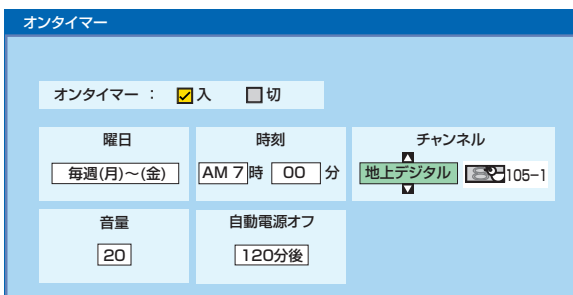 オンタイマー
オンタイマー : 入 切
曜日 時刻 チャンネル
毎週(月)～(金) AM 7 時 00 分 地上デジタル 105-1
音量 自動電源オフ
20 120分後